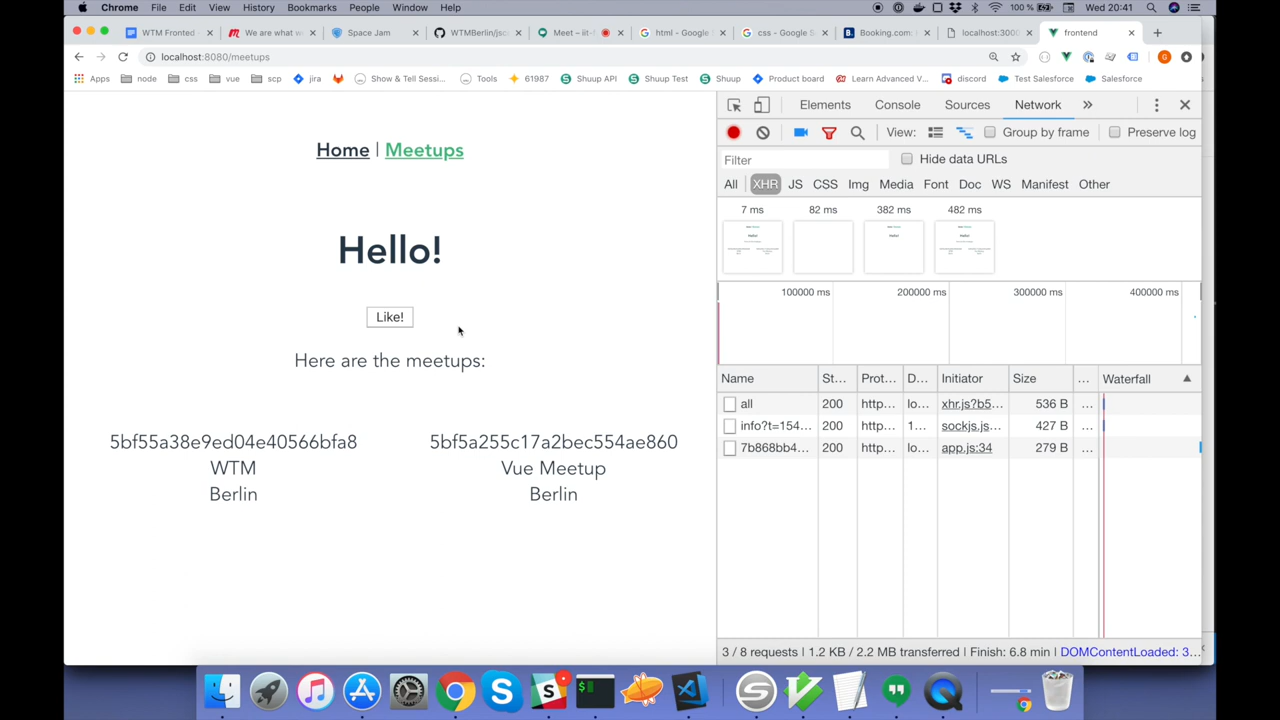 Chrome File Edit View History Bookmarks People Window Help 100 % Wed 20:41
WTM Fronted We are what w Space Jam WTMBerlin/jsc Meet – iit- html - Google S css - Google S Booking.com: localhost:3000 frontend
localhost:8080/meetups
Apps node css vue scp jira Show & Tell Sessi... Tools 61987 Shuup API Shuup Test Shuup Product board Learn Advanced V... discord Test Salesforce Salesforce
Home | Meetups
Hello!
Like!
Here are the meetups:
5bf55a38e9ed04e40566bfa8
WTM
Berlin
5bf5a255c17a2bec554ae860
Vue Meetup
Berlin
Elements Console Sources Network »
View: Group by frame Preserve log
Filter Hide data URLs
All XHR JS CSS Img Media Font Doc WS Manifest Other
7 ms 82 ms 382 ms 482 ms
100000 ms 200000 ms 300000 ms 400000 ms
Name St... Prot... D... Initiator Size ... Waterfall
all 200 http... lo... xhr.js?b5... 536 B ...
info?t=154... 200 http... 1... sockjs.js... 427 B ...
7b868bb4... 200 http... lo... app.js:34 279 B ...
3 / 8 requests | 1.2 KB / 2.2 MB transferred | Finish: 6.8 min | DOMContentLoaded: 3...